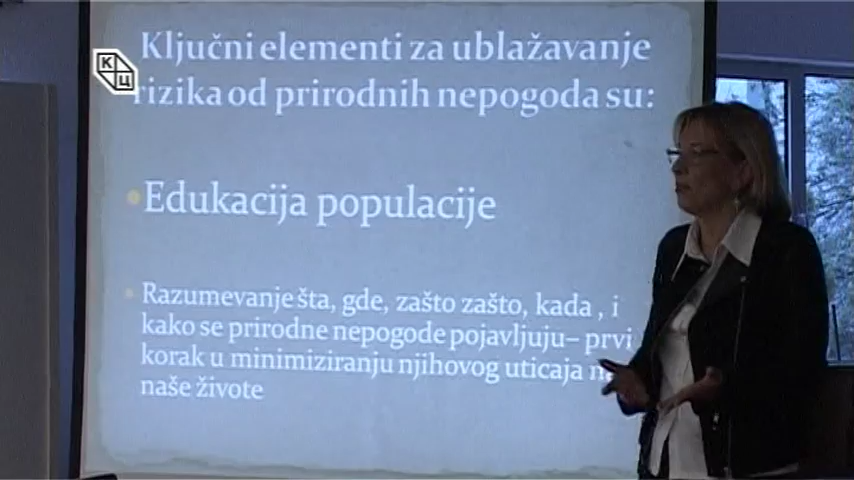 Ključni elementi za ublažavanje
КЦ
rizika od prirodnih nepogoda su:
Edukacija populacije
Razumevanje šta, gde, zašto zašto, kada , i
kako se prirodne nepogode pojavljuju– prvi
korak u minimiziranju njihovog uticaja
naše živote